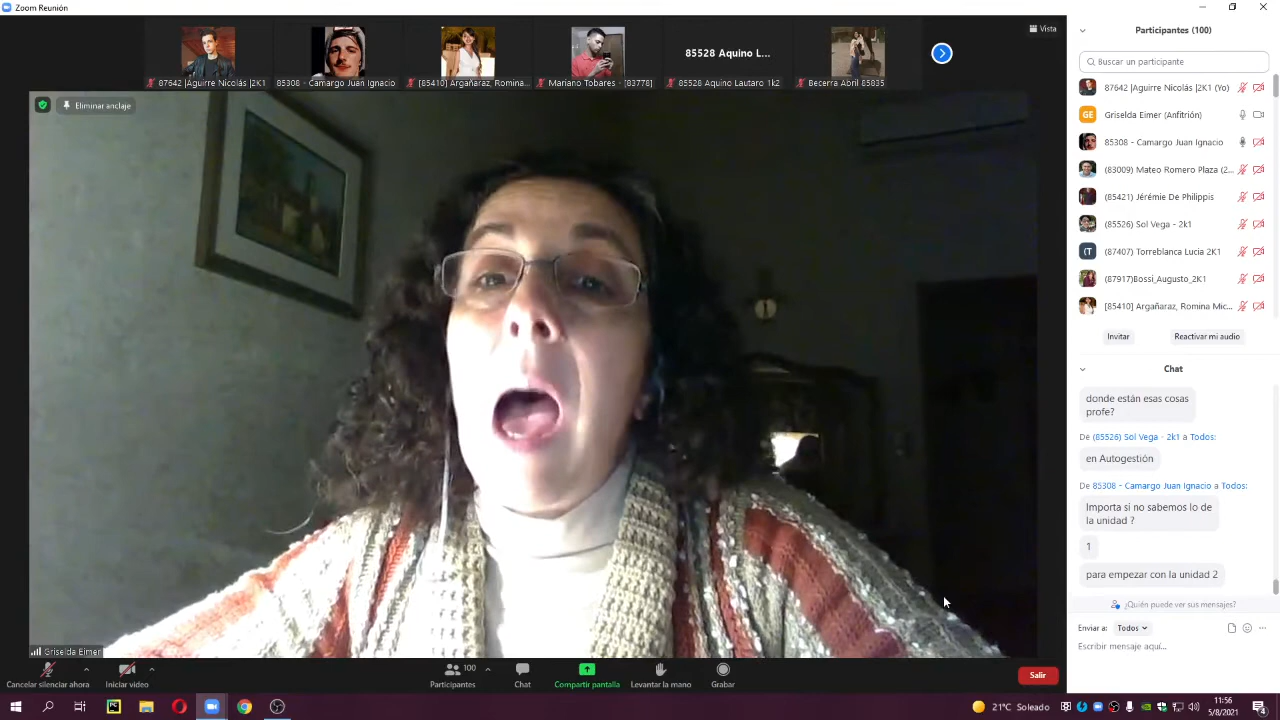 Zoom Reunión
Vista
87642 |Aguirre Nicolás |2K1
85308 - Camargo Juan Ignacio
[85410] Argañaraz, Romina...
Mariano Tobares - [83778]
85528 Aquino L...
85528 Aquino Lautaro 1k2
Becerra Abril 85835
Eliminar anclaje
Griselda Eimer
Participantes (100)
Buscar un participante
87642 |Aguirre Nicolás |2K1 (Yo)
GE Griselda Eimer (Anfitrión)
85308 - Camargo Juan Ignacio
(83009) Mateo Romero Plaza (2...
(85421) Jérémie De Philippis
(85526) Sol Vega - 2k1
(T (87407) Torreblanca Lucia 2K1
(87917)Bossi_Augusto_2K1
[85410] Argañaraz, Romina Mic...
Invitar
Reactivar mi audio
Chat
donde están esas cosas
profe?
De (85526) Sol Vega - 2k1 a Todos:
en Autogestión
De 85308 - Camargo Juan Ignacio a Todos:
Importa si no sabemos lo de
la unidad ?
1
para empezar con la unidad 2
¿Quién puede ver sus mensajes?
Enviar a: Todos
Escribir mensaje aquí...
Cancelar silenciar ahora
Iniciar video
100
Participantes
Chat
Compartir pantalla
Levantar la mano
Grabar
Salir
21°C Soleado
11:56
5/8/2021